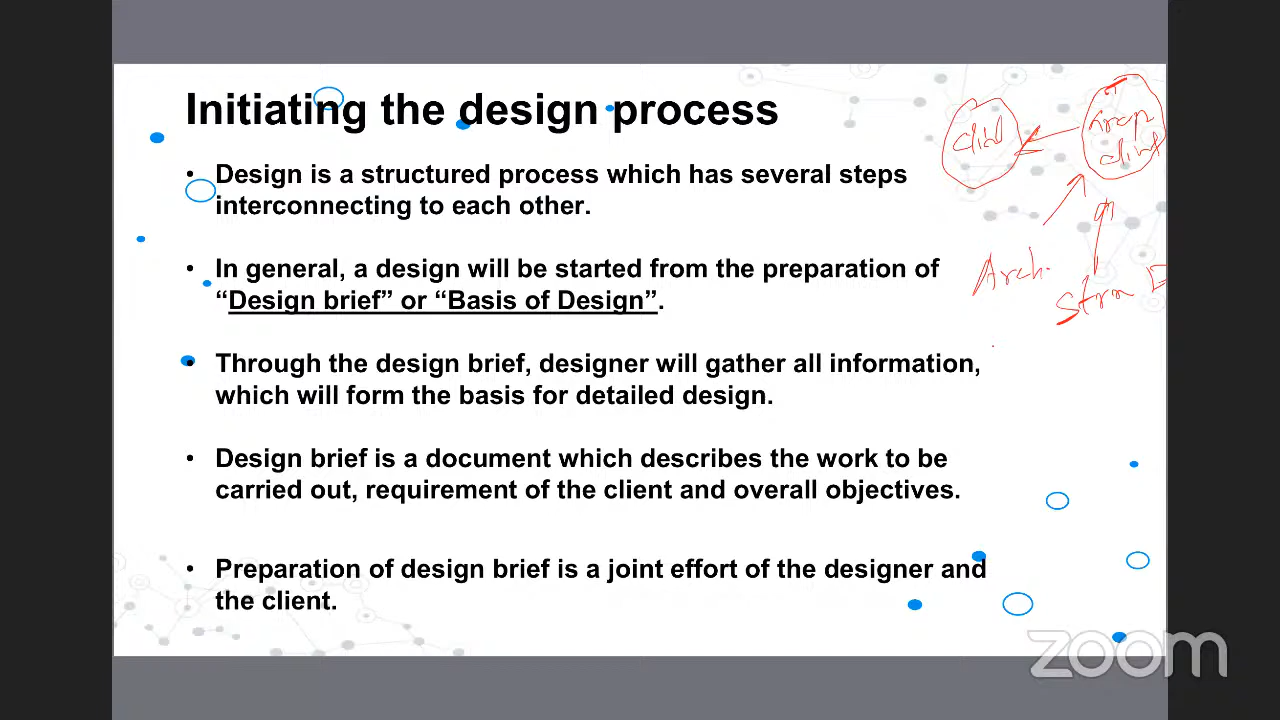 Initiating the design process
• Design is a structured process which has several steps
interconnecting to each other.
• In general, a design will be started from the preparation of
“Design brief” or “Basis of Design”.
• Through the design brief, designer will gather all information,
which will form the basis for detailed design.
• Design brief is a document which describes the work to be
carried out, requirement of the client and overall objectives.
• Preparation of design brief is a joint effort of the designer and
the client.
Arch.
zoom